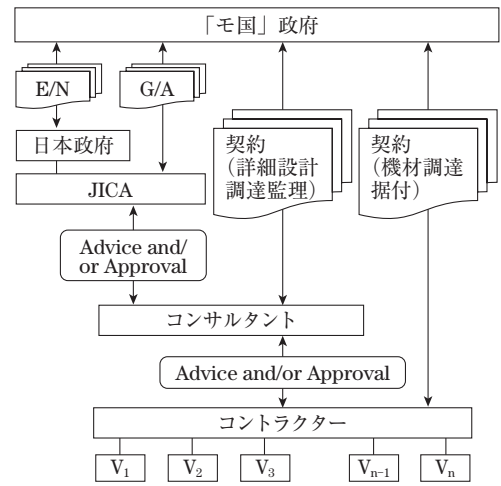 「モ国」政府
E/N
G/A
日本政府
JICA
契約
（詳細設計
調達監理）
契約
（機材調達
据付）
Advice and/
or Approval
コンサルタント
Advice and/or Approval
コントラクター
V1
V2
V3
Vn-1
Vn